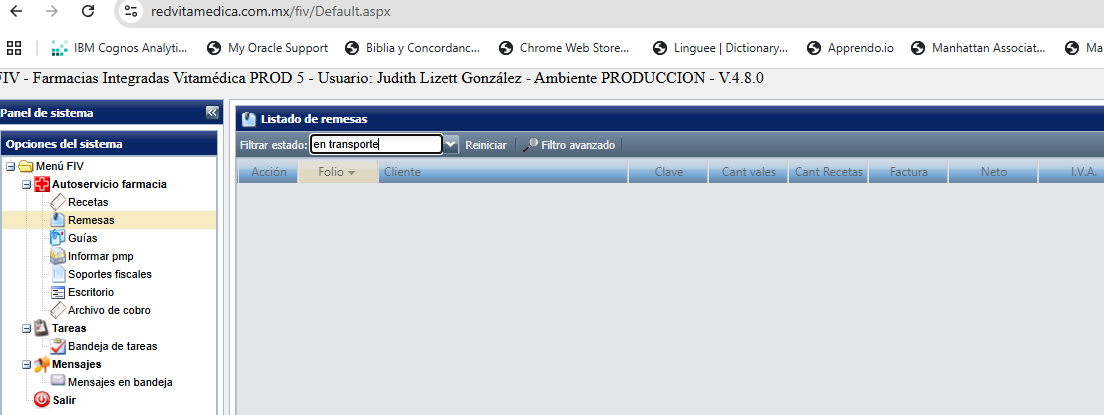 redvitamedica.com.mx/fiv/Default.aspx
IBM Cognos Analyti... My Oracle Support Biblia y Concordanc... Chrome Web Store... Linguee | Dictionary... Apprendo.io Manhattan Associat... Ma
FIV - Farmacias Integradas Vitamédica PROD 5 - Usuario: Judith Lizett González - Ambiente PRODUCCION - V.4.8.0
Panel de sistema
Opciones del sistema
Menú FIV
Autoservicio farmacia
Recetas
Remesas
Guías
Informar pmp
Soportes fiscales
Escritorio
Archivo de cobro
Tareas
Bandeja de tareas
Mensajes
Mensajes en bandeja
Salir
Listado de remesas
Filtrar estado: en transporte Reiniciar Filtro avanzado
Acción Folio Cliente Clave Cant vales Cant Recetas Factura Neto I.V.A.